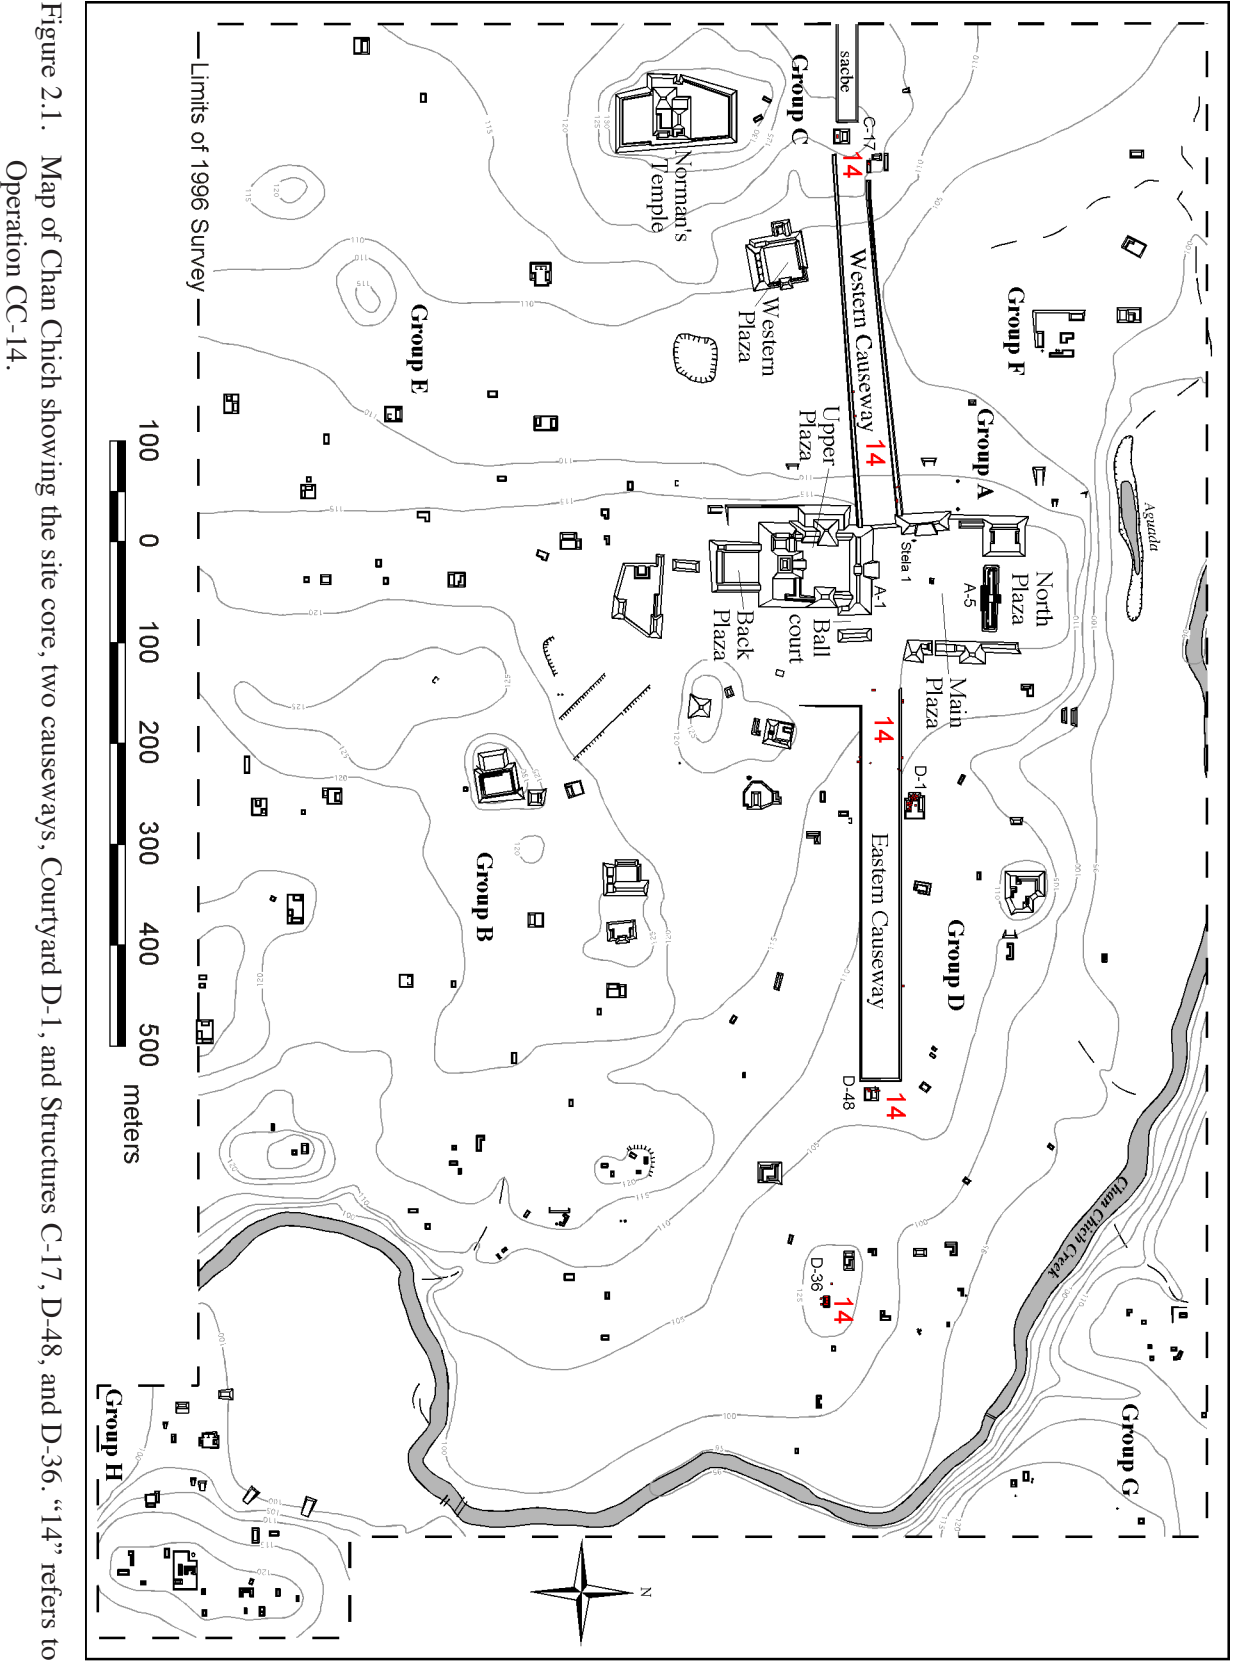 sacbe
Group C
C-17
14
Norman's
Temple
Western
Plaza
Western Causeway
Group F
Group E
14
Upper
Plaza
Group A
Aguada
Stela 1
A-1
A-5
North
Plaza
Ball
court
Back
Plaza
Main
Plaza
14
D-1
Eastern Causeway
Group B
Group D
D-48
14
Chan Chich Creek
D-36
14
Group G
Group H
N
Limits of 1996 Survey
100 0 100 200 300 400 500 meters
Figure 2.1. Map of Chan Chich showing the site core, two causeways, Courtyard D-1, and Structures C-17, D-48, and D-36. “14” refers to
Operation CC-14.